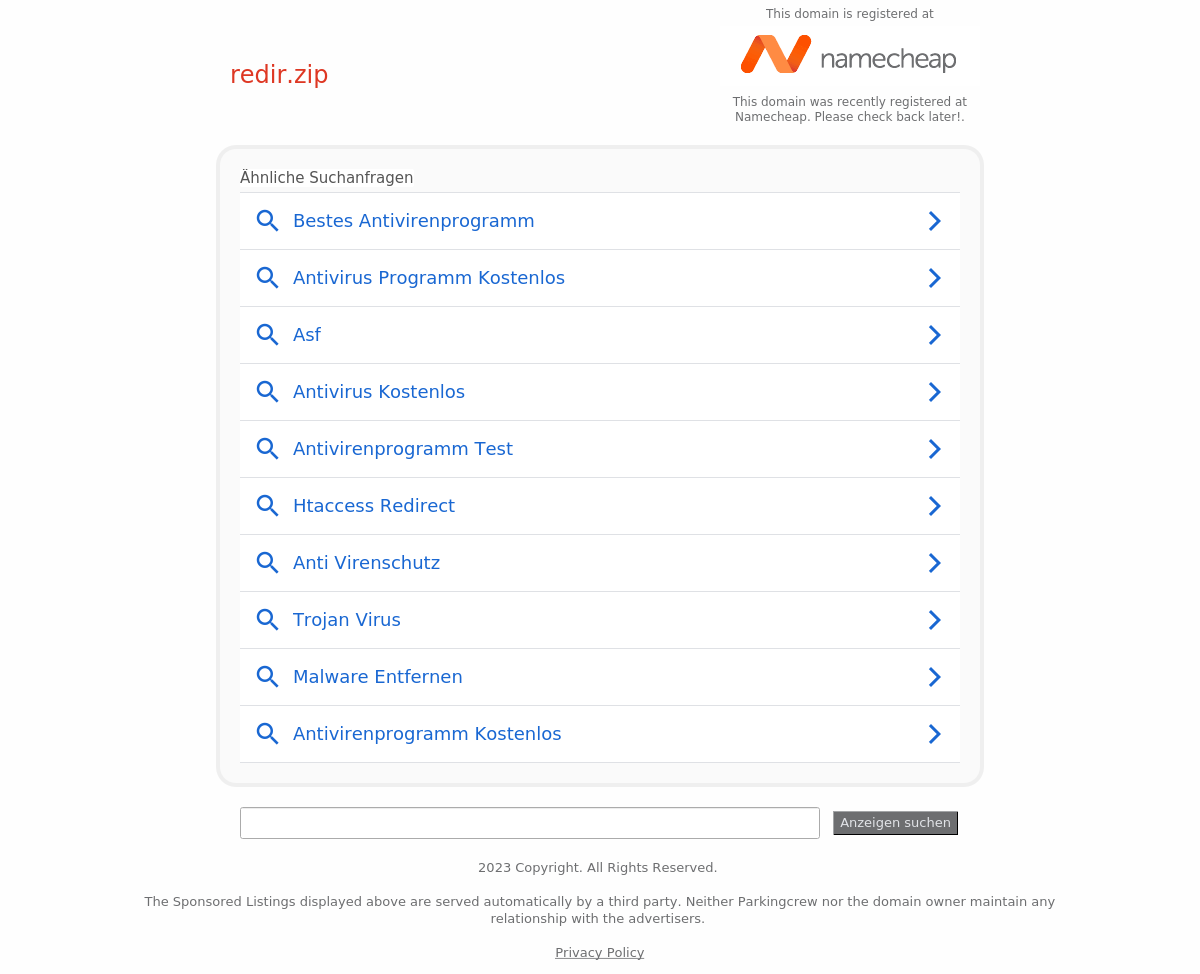 This domain is registered at
namecheap
redir.zip
This domain was recently registered at
Namecheap. Please check back later!.
Ähnliche Suchanfragen
Bestes Antivirenprogramm
Antivirus Programm Kostenlos
Asf
Antivirus Kostenlos
Antivirenprogramm Test
Htaccess Redirect
Anti Virenschutz
Trojan Virus
Malware Entfernen
Antivirenprogramm Kostenlos
Anzeigen suchen
2023 Copyright. All Rights Reserved.
The Sponsored Listings displayed above are served automatically by a third party. Neither Parkingcrew nor the domain owner maintain any
relationship with the advertisers.
Privacy Policy